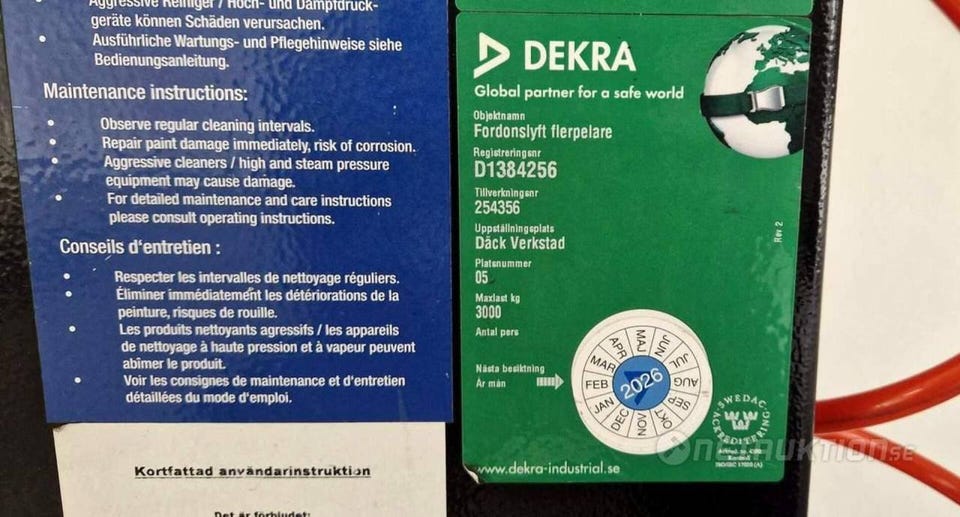 Aggressive Reiniger / Hoch- und Dampfdruck-
geräte können Schäden verursachen.
Ausführliche Wartungs- und Pflegehinweise siehe
Bedienungsanleitung.
Maintenance instructions:
Observe regular cleaning intervals.
Repair paint damage immediately, risk of corrosion.
Aggressive cleaners / high and steam pressure
equipment may cause damage.
For detailed maintenance and care instructions
please consult operating instructions.
Conseils d'entretien :
Respecter les intervalles de nettoyage réguliers.
Éliminer immédiatement les détériorations de la
peinture, risques de rouille.
Les produits nettoyants agressifs / les appareils
de nettoyage à haute pression et à vapeur peuvent
abîmer le produit.
Voir les consignes de maintenance et d'entretien
détaillées du mode d'emploi.
Kortfattad användarinstruktion
Det är förbjudet:
DEKRA
Global partner for a safe world
Objektnamn
Fordonslyft flerpelare
Registreringsnr
D1384256
Tillverkningsnr
254356
Uppställningsplats
Däck Verkstad
Platsnummer
05
Maxlast kg
3000
Antal pers
Nästa besiktning
År mån
JAN
FEB
MAR
APR
MAJ
JUN
JUL
AUG
SEP
OKT
NOV
DEC
2026
Rev 2
SWEDAC
ACKREDITERING
ISO/IEC 17020 (A)
www.dekra-industrial.se